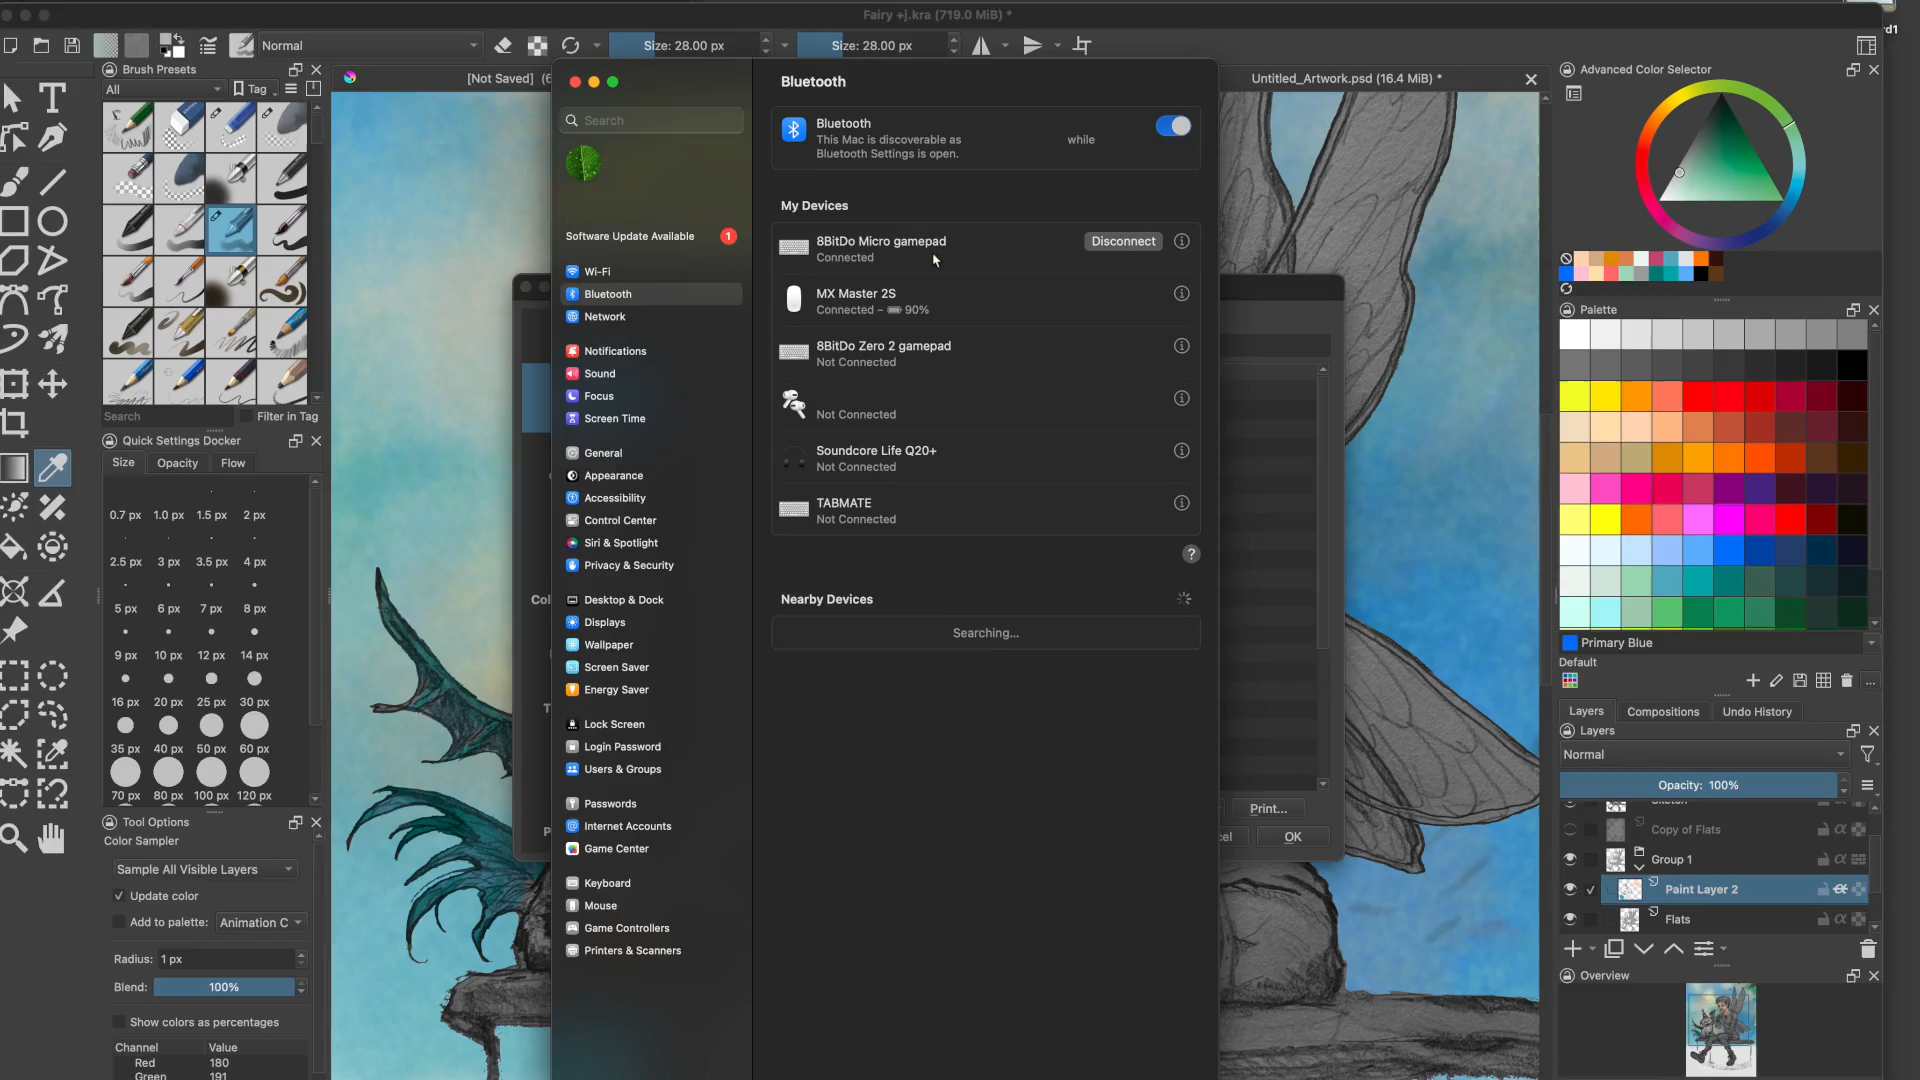 Fairy +j.kra (719.0 MiB) *
rd1
Normal
Size: 28.00 px
Size: 28.00 px
Brush Presets
[Not Saved] (6
Untitled_Artwork.psd (16.4 MiB) *
Advanced Color Selector
All
Tag
Search
Filter in Tag
Quick Settings Docker
Size
Opacity
Flow
0.7 px 1.0 px 1.5 px 2 px
2.5 px 3 px 3.5 px 4 px
5 px 6 px 7 px 8 px
9 px 10 px 12 px 14 px
16 px 20 px 25 px 30 px
35 px 40 px 50 px 60 px
70 px 80 px 100 px 120 px
Tool Options
Color Sampler
Sample All Visible Layers
Update color
Add to palette:
Animation C
Radius: 1 px
Blend: 100%
Show colors as percentages
Channel Value
Red 180
Green 191
Search
Software Update Available 1
Wi-Fi
Bluetooth
Network
Notifications
Sound
Focus
Screen Time
General
Appearance
Accessibility
Control Center
Siri & Spotlight
Privacy & Security
Desktop & Dock
Displays
Wallpaper
Screen Saver
Energy Saver
Lock Screen
Login Password
Users & Groups
Passwords
Internet Accounts
Game Center
Keyboard
Mouse
Game Controllers
Printers & Scanners
Bluetooth
Bluetooth
This Mac is discoverable as while
Bluetooth Settings is open.
My Devices
8BitDo Micro gamepad
Connected
Disconnect
MX Master 2S
Connected – 90%
8BitDo Zero 2 gamepad
Not Connected
Not Connected
Soundcore Life Q20+
Not Connected
TABMATE
Not Connected
?
Nearby Devices
Searching...
Col
T
P
Print...
cel
OK
Palette
Primary Blue
Default
...
Layers
Compositions
Undo History
Layers
Normal
Opacity: 100%
Sketch
Copy of Flats
Group 1
Paint Layer 2
Flats
Overview